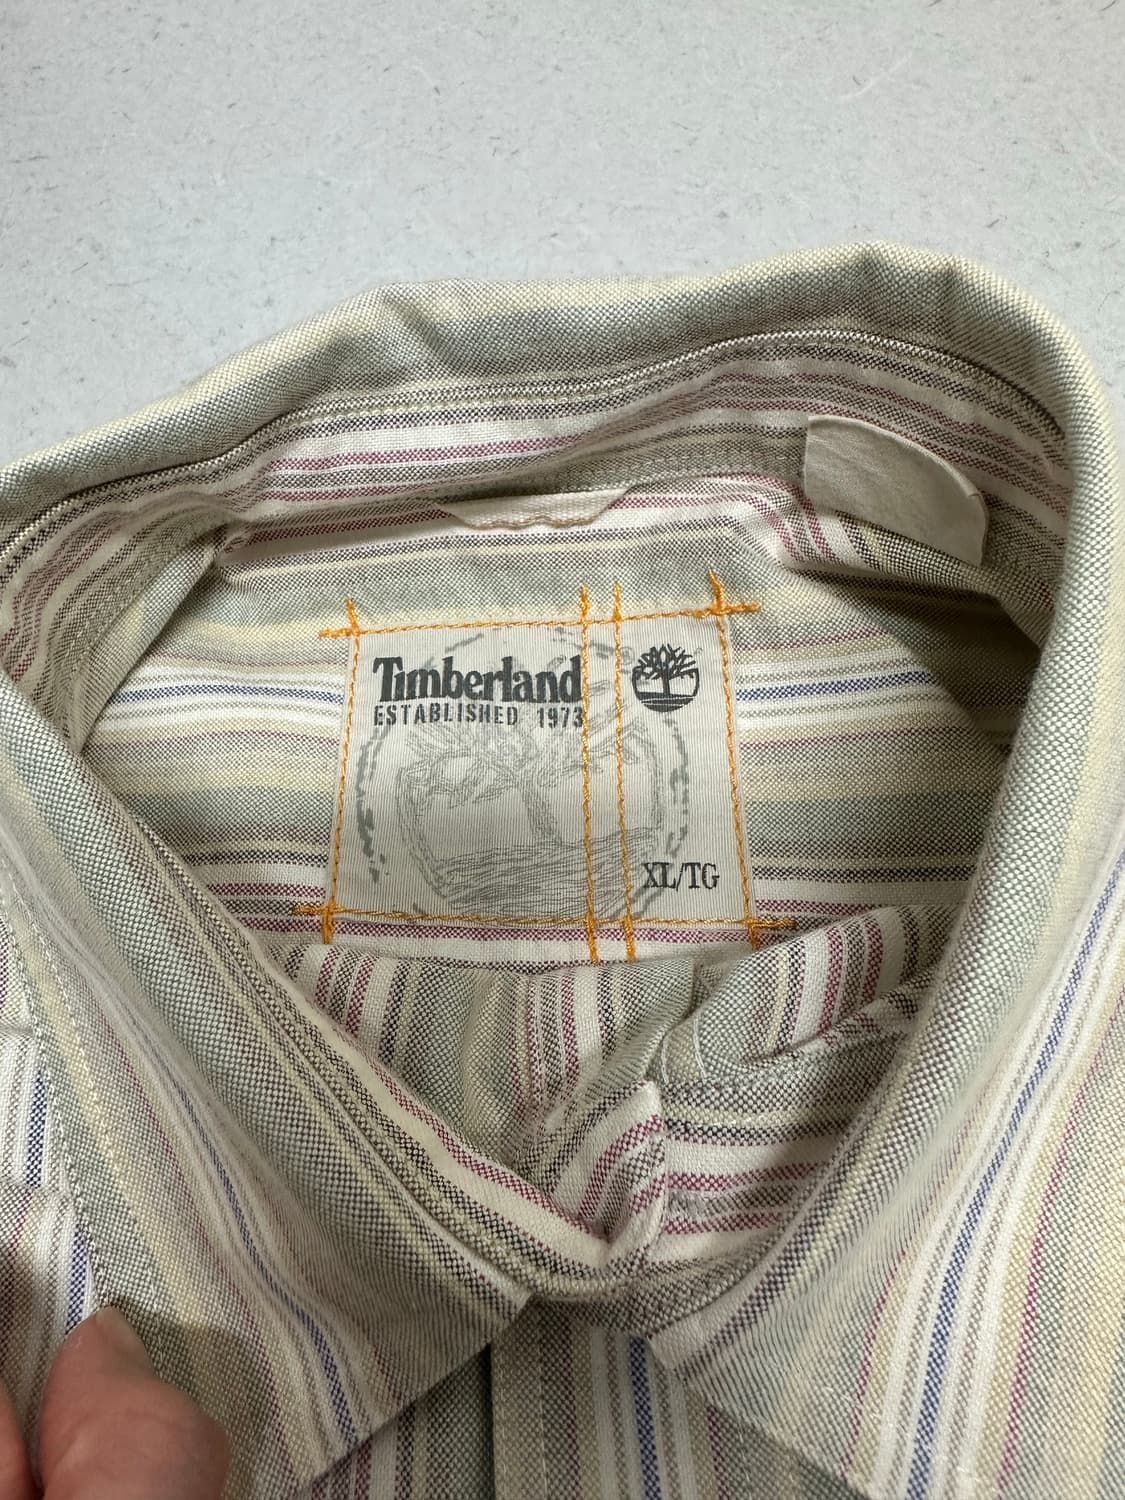 Timberland
ESTABLISHED 1973
XL/TG